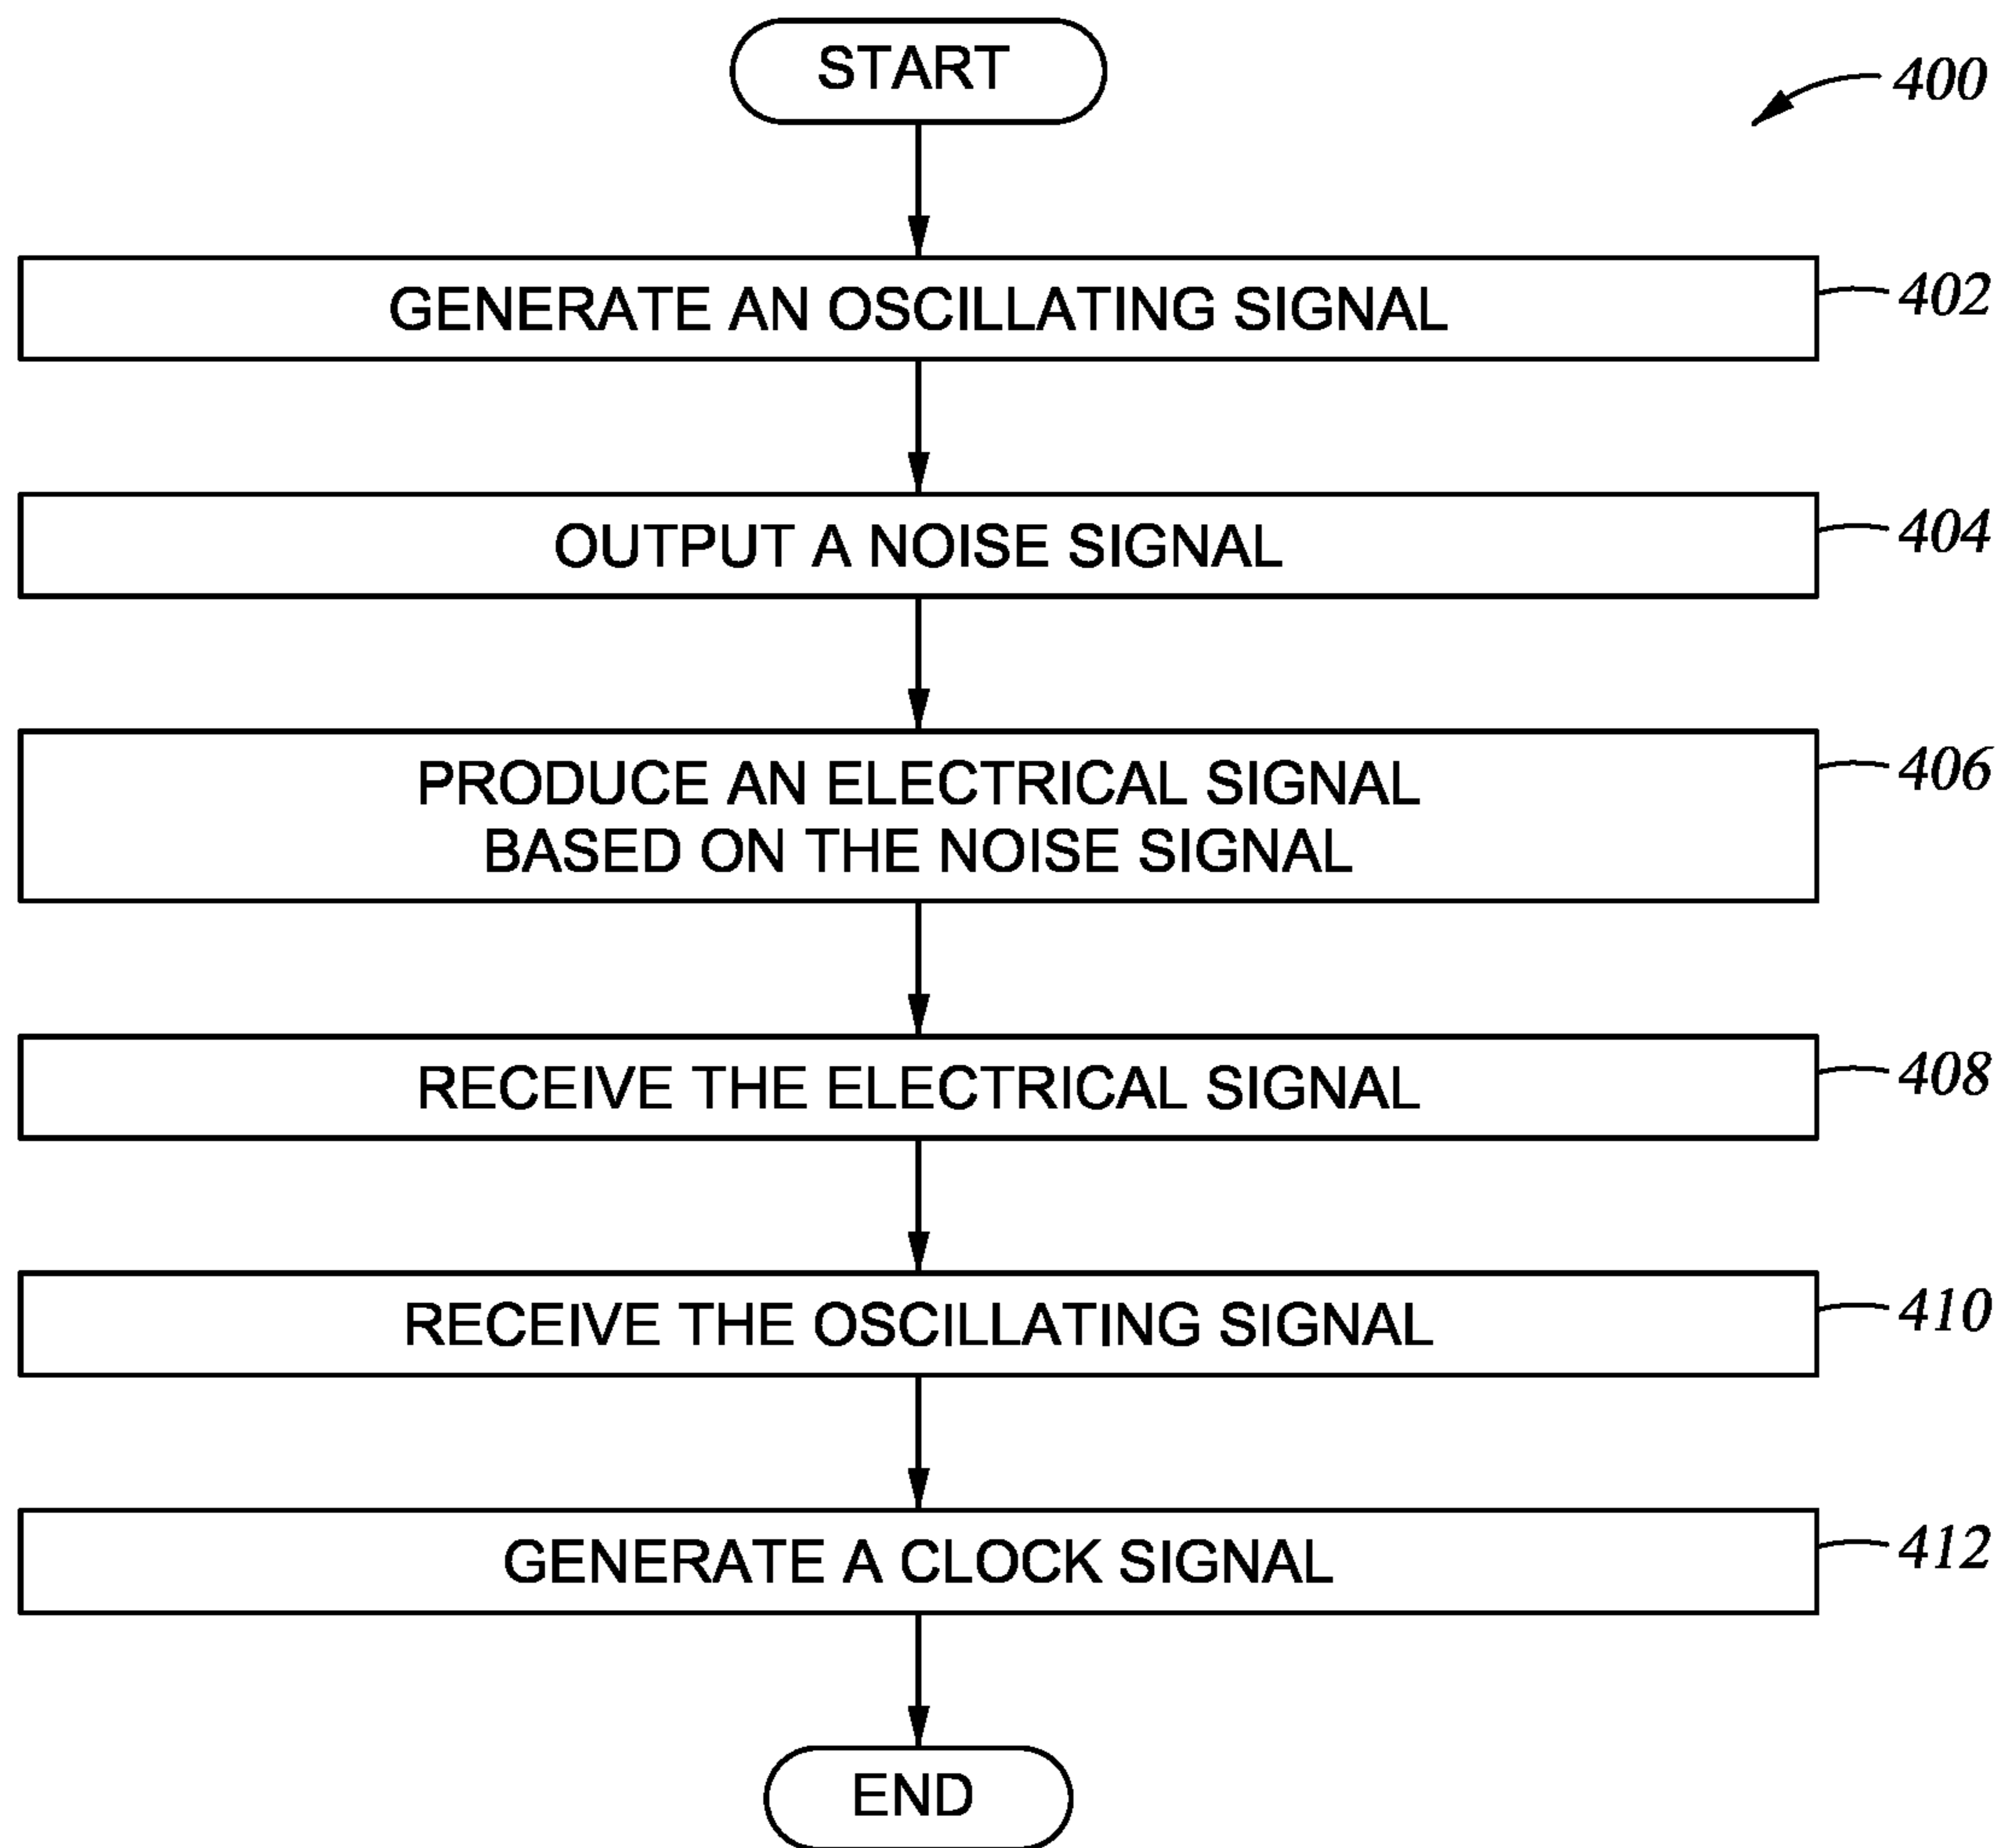 START
400
GENERATE AN OSCILLATING SIGNAL
402
OUTPUT A NOISE SIGNAL
404
PRODUCE AN ELECTRICAL SIGNAL
BASED ON THE NOISE SIGNAL
406
RECEIVE THE ELECTRICAL SIGNAL
408
RECEIVE THE OSCILLATING SIGNAL
410
GENERATE A CLOCK SIGNAL
412
END